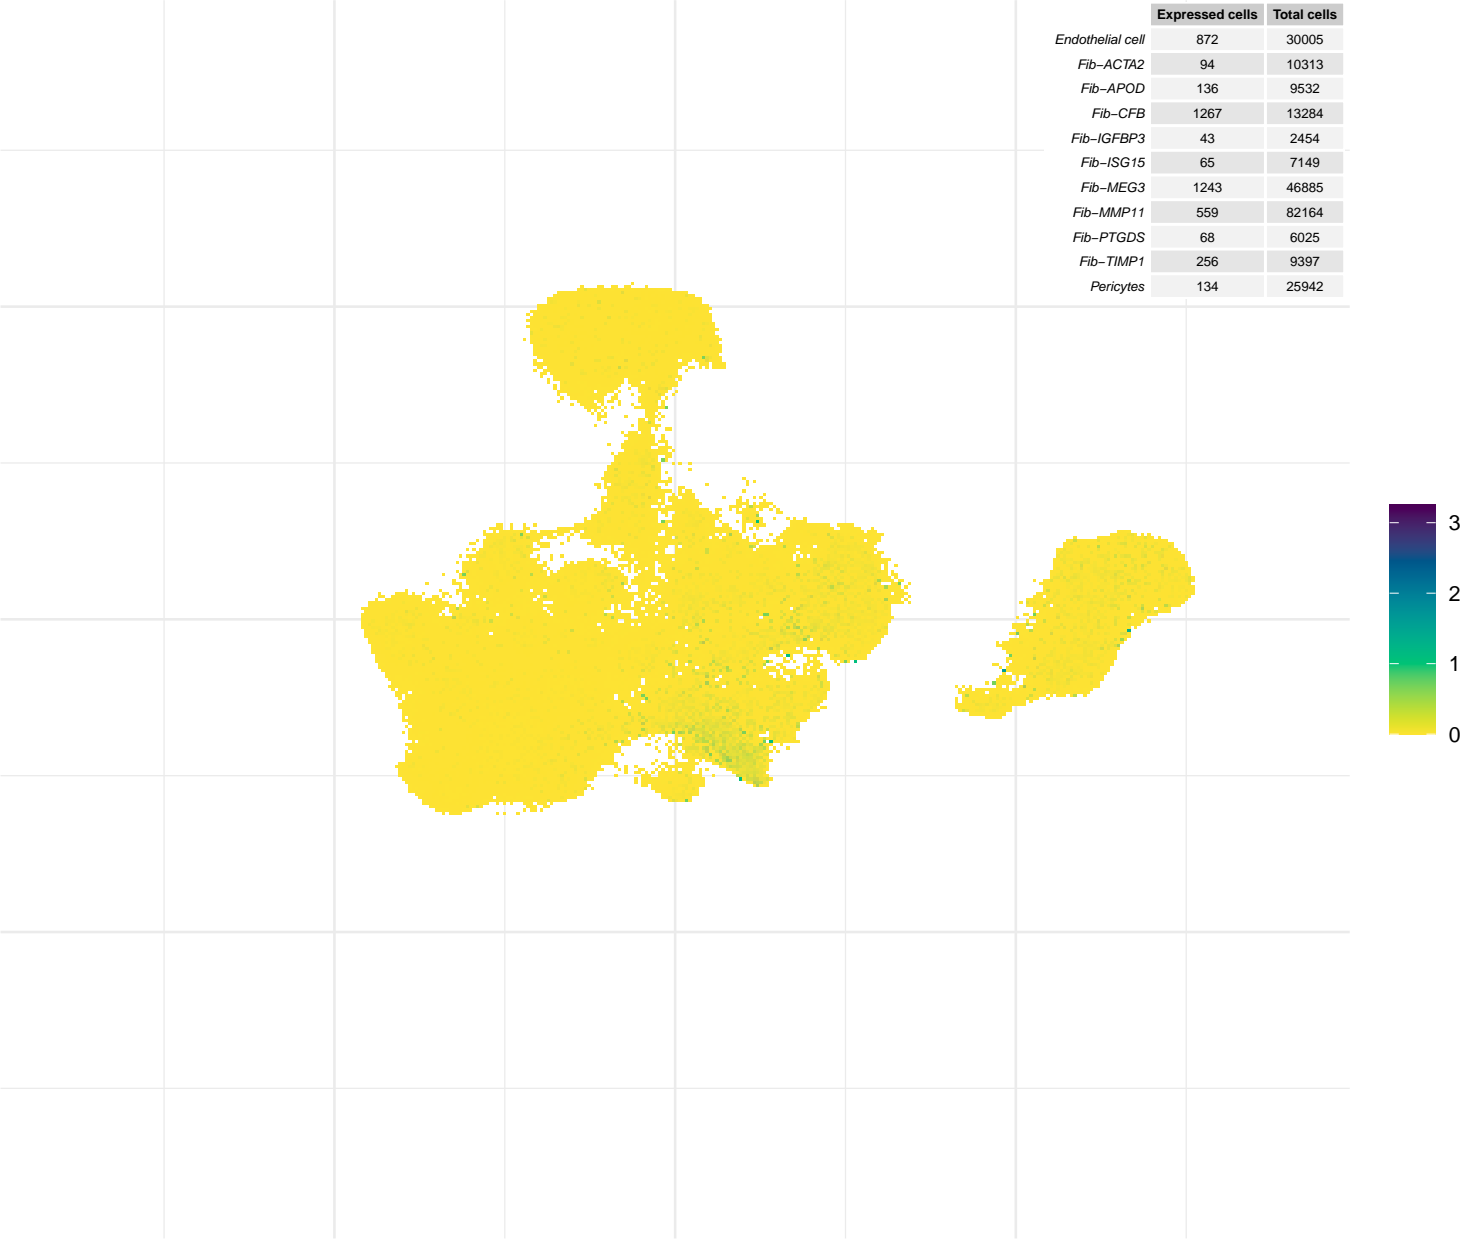 Expressed cells Total cells
Endothelial cell 872 30005
Fib−ACTA2 94 10313
Fib−APOD 136 9532
Fib−CFB 1267 13284
Fib−IGFBP3 43 2454
Fib−ISG15 65 7149
Fib−MEG3 1243 46885
Fib−MMP11 559 82164
Fib−PTGDS 68 6025
Fib−TIMP1 256 9397
Pericytes 134 25942
3
2
1
0